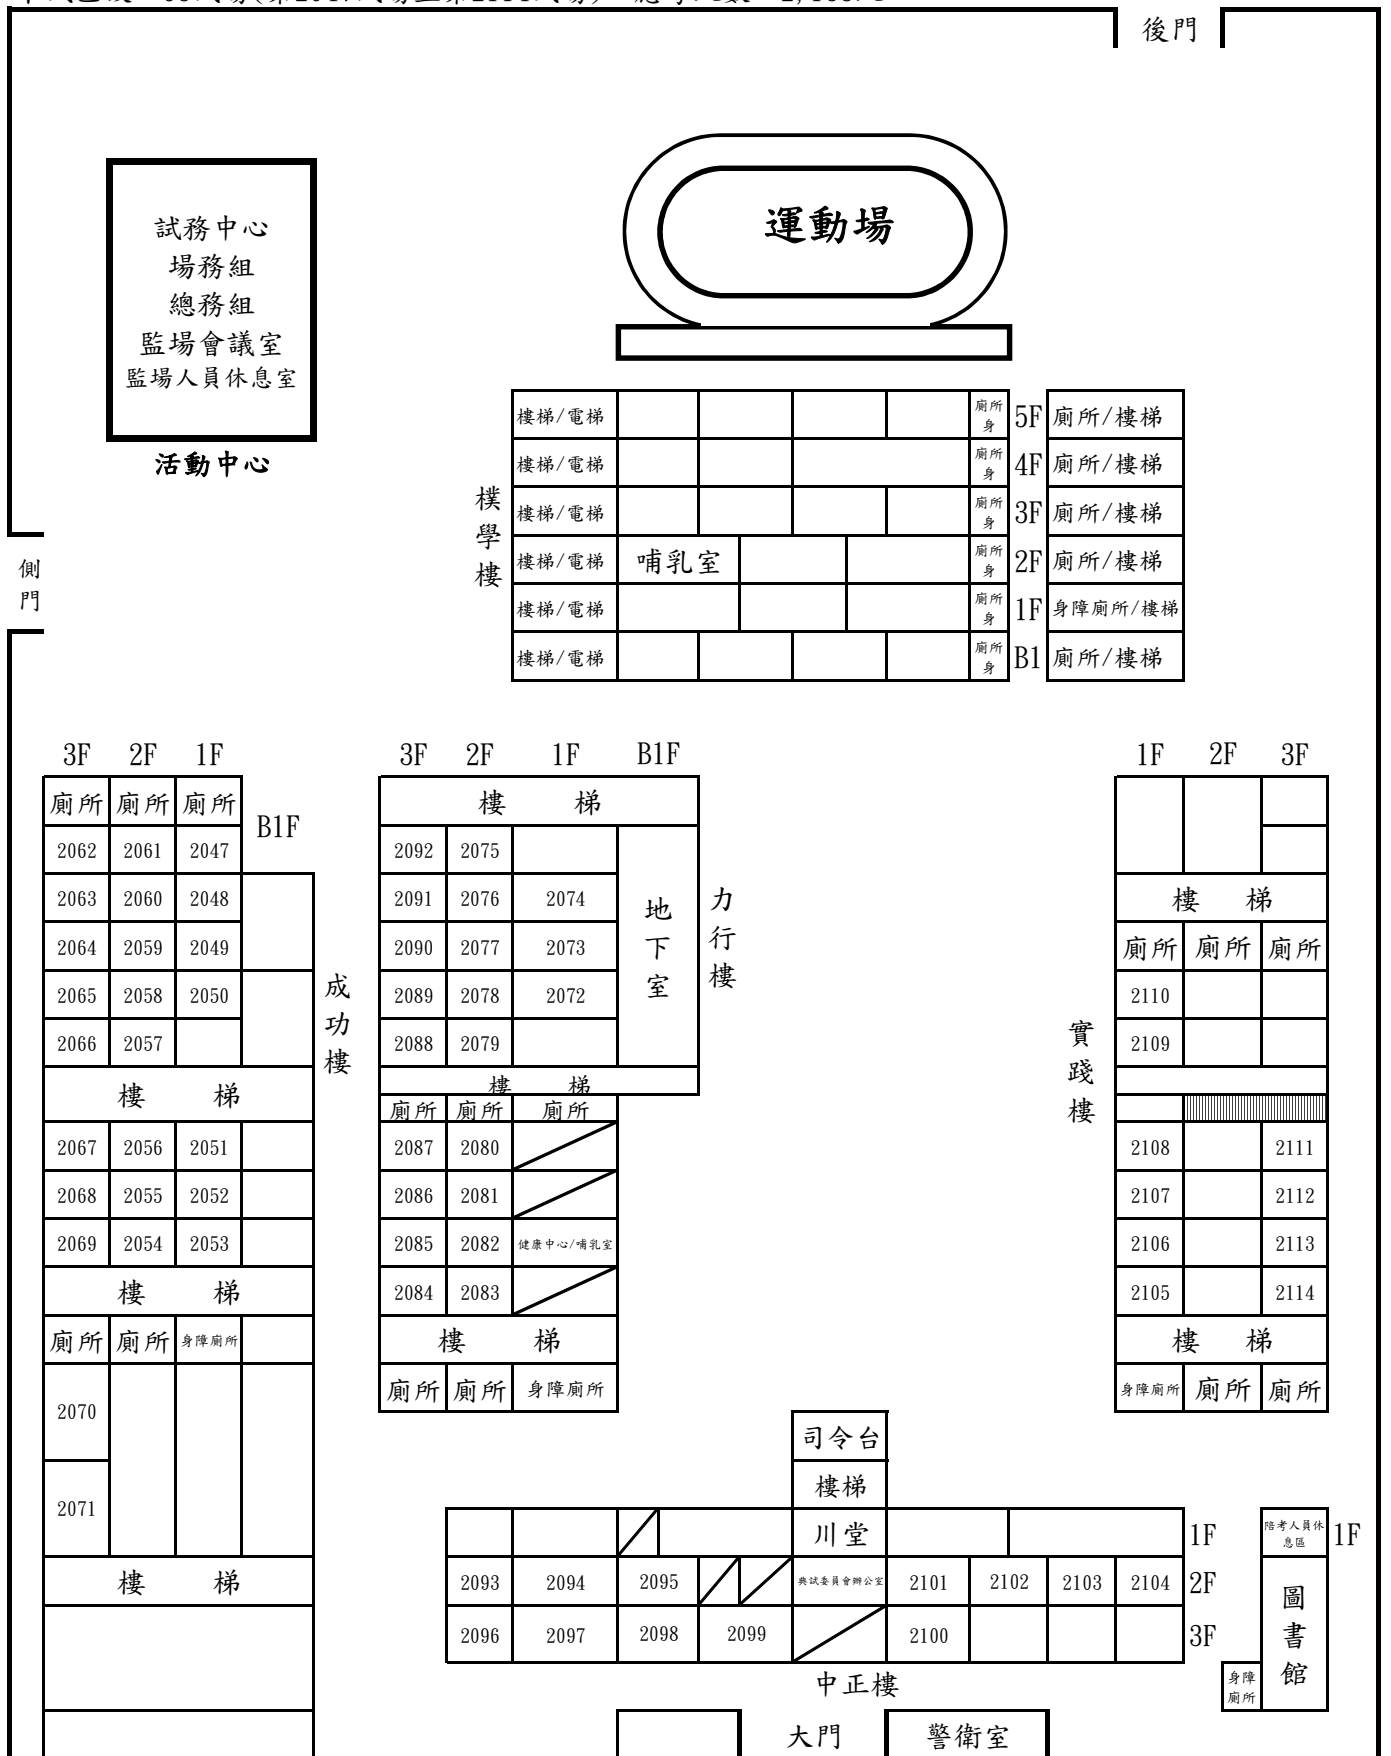 後門
運動場
試務中心
場務組
總務組
監場會議室
監場人員休息室
活動中心
側
門
樸
學
樓
樓梯/電梯 廁所 身 5F 廁所/樓梯
樓梯/電梯 廁所 身 4F 廁所/樓梯
樓梯/電梯 廁所 身 3F 廁所/樓梯
樓梯/電梯 哺乳室 廁所 身 2F 廁所/樓梯
樓梯/電梯 廁所 身 1F 身障廁所/樓梯
樓梯/電梯 廁所 身 B1 廁所/樓梯
3F 2F 1F
廁所 廁所 廁所
B1F
2062 2061 2047
2063 2060 2048
2064 2059 2049
2065 2058 2050
2066 2057
樓 梯
2067 2056 2051
2068 2055 2052
2069 2054 2053
樓 梯
廁所 廁所 身障廁所
2070
2071
樓 梯
成
功
樓
3F 2F 1F B1F
樓 梯
2092 2075
2091 2076 2074
2090 2077 2073
2089 2078 2072
2088 2079
地
下
室
樓 梯
廁所 廁所 廁所
2087 2080
2086 2081
2085 2082 健康中心/哺乳室
2084 2083
樓 梯
廁所 廁所 身障廁所
力
行
樓
1F 2F 3F
樓 梯
廁所 廁所 廁所
2110
2109
2108 2111
2107 2112
2106 2113
2105 2114
樓 梯
身障廁所 廁所 廁所
實
踐
樓
司令台
樓梯
川堂 1F
2093 2094 2095 典試委員會辦公室 2101 2102 2103 2104 2F
2096 2097 2098 2099 2100 3F
中正樓
陪考人員休
息區
1F
圖
書
館
身障
廁所
大門
警衛室